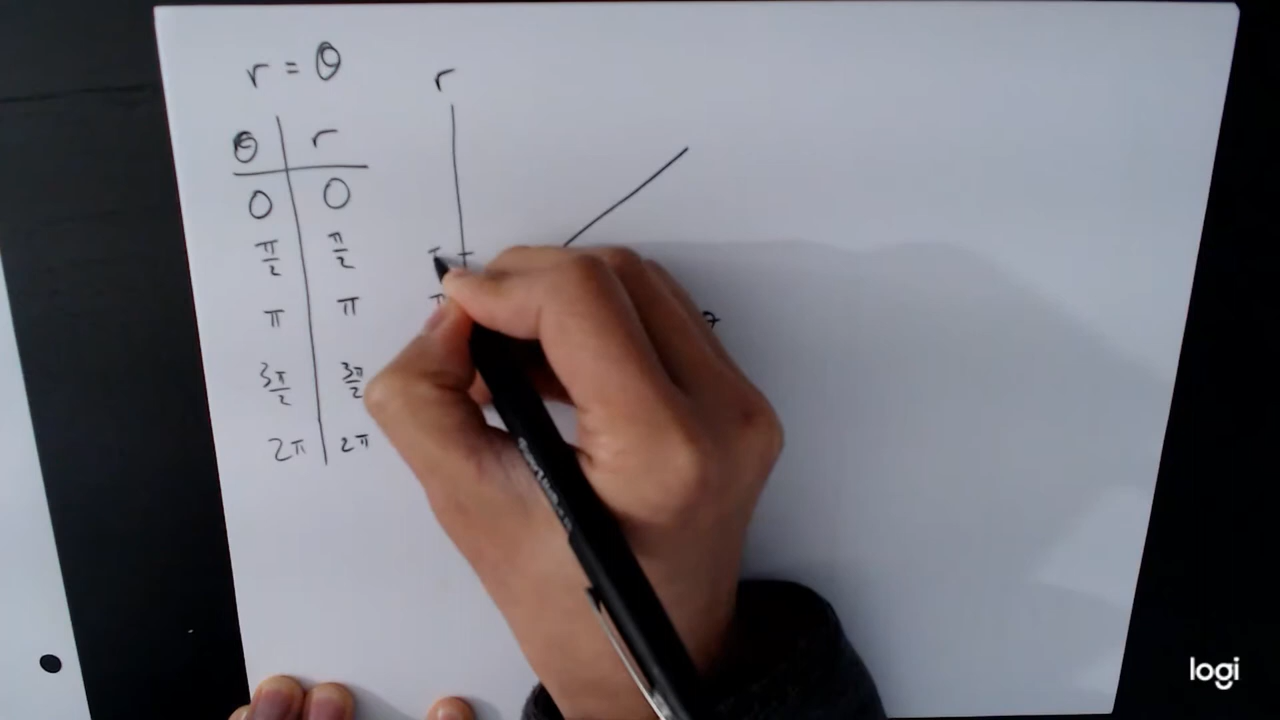 r = θ
r
θ r
0 0
π/2 π/2
π π
3π/2 3π/2
2π 2π
logi